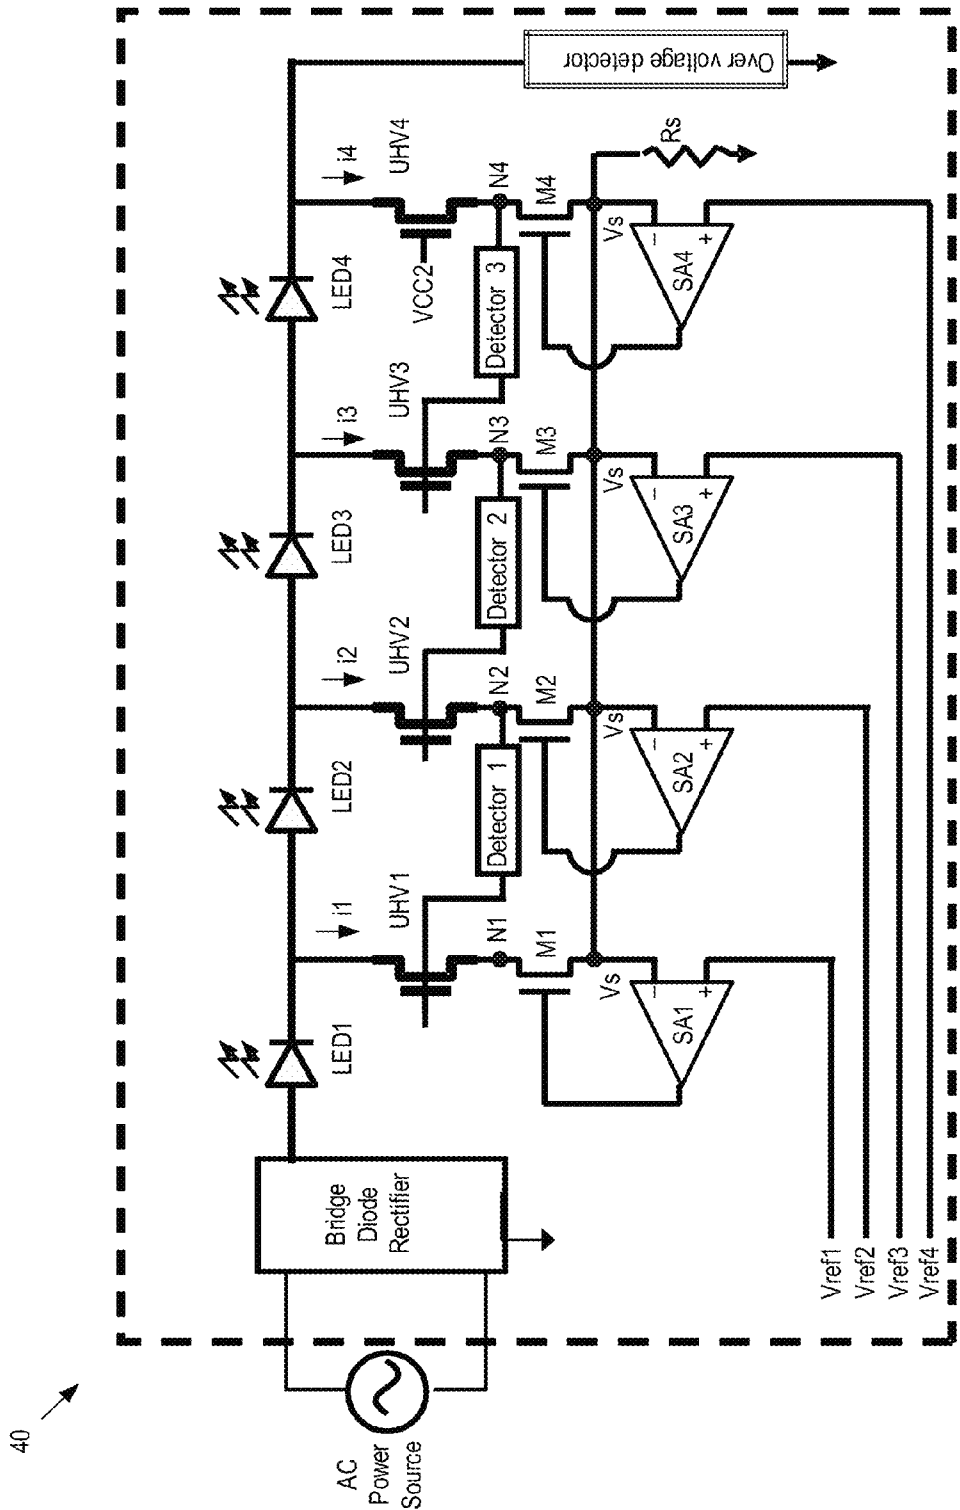 40
AC
Power
Source
Bridge
Diode
Rectifier
LED1
LED2
LED3
LED4
i1
i2
i3
i4
UHV1
UHV2
UHV3
UHV4
VCC2
Over voltage detector
Detector 1
Detector 2
Detector 3
N1
N2
N3
N4
M1
M2
M3
M4
Vs
Vs
Vs
Vs
Rs
−
+
SA1
−
+
SA2
−
+
SA3
−
+
SA4
Vref1
Vref2
Vref3
Vref4